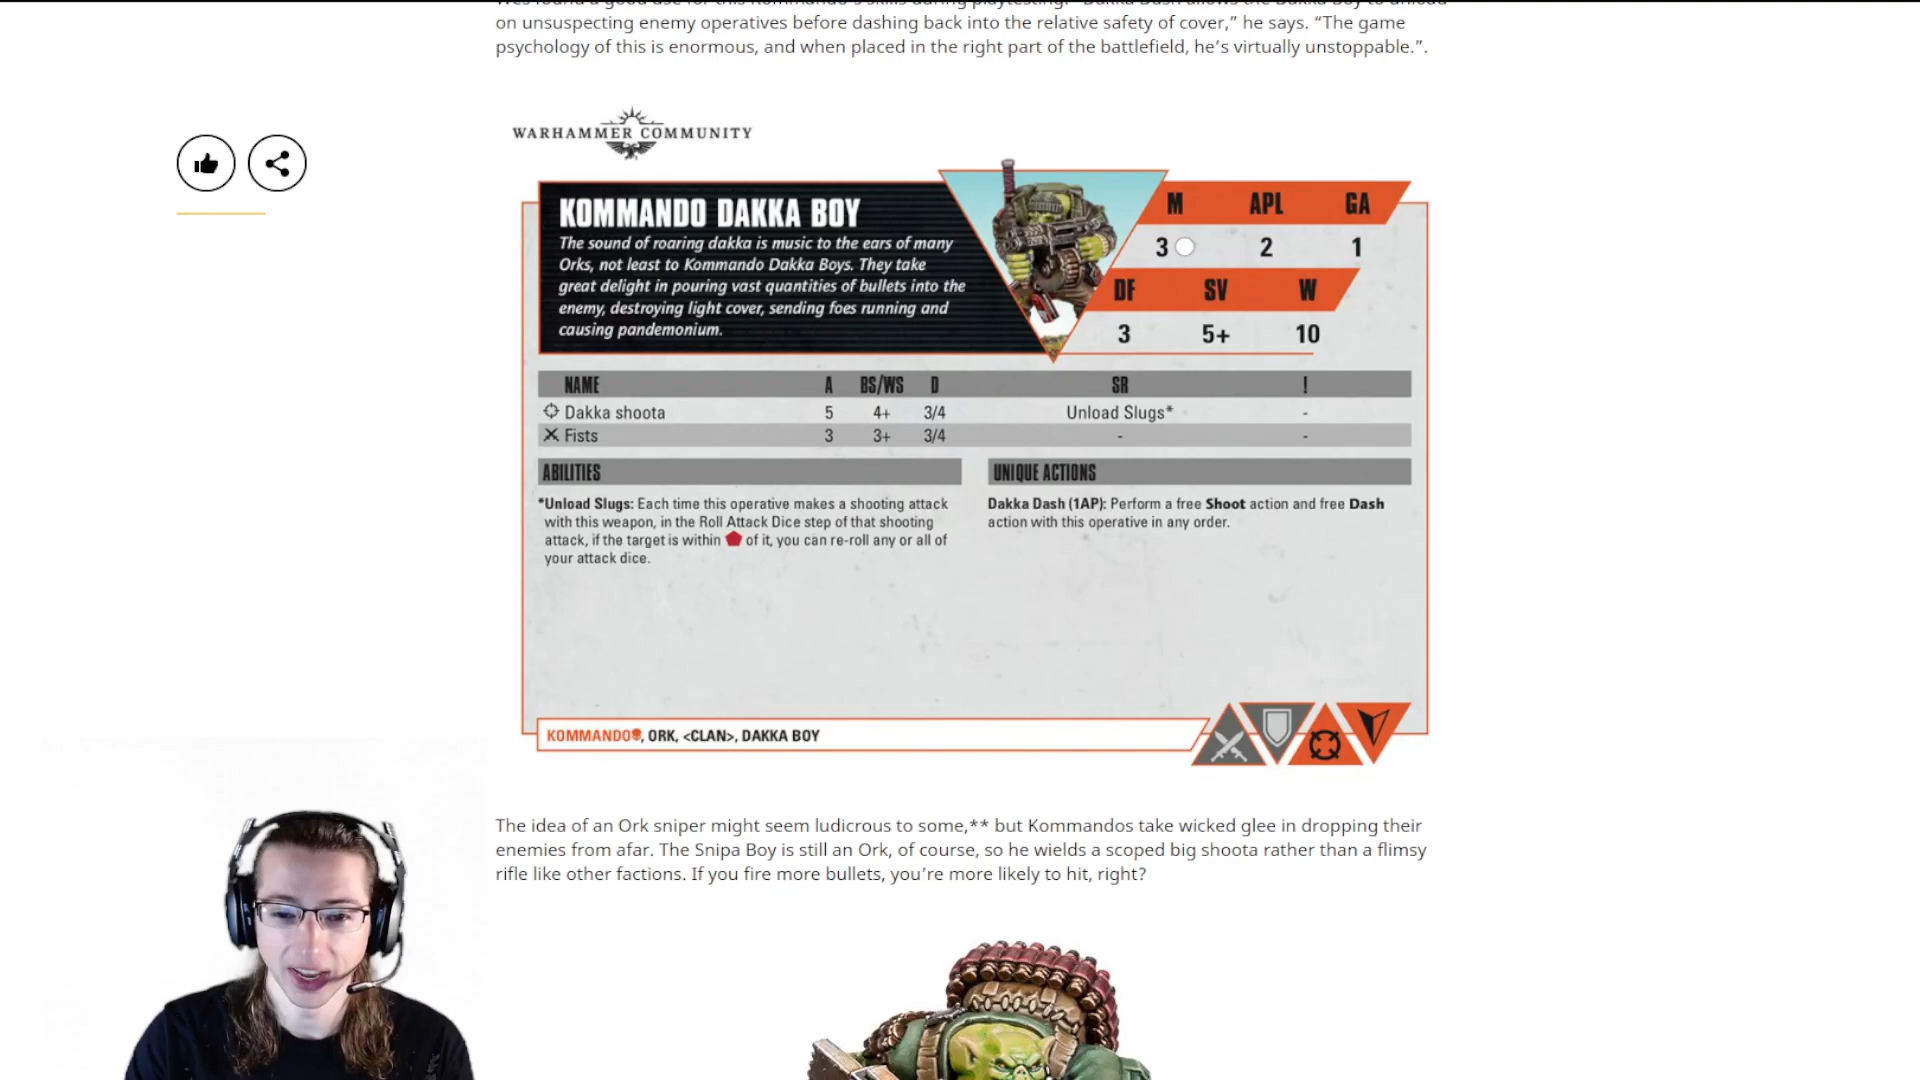 on unsuspecting enemy operatives before dashing back into the relative safety of cover,” he says. “The game
psychology of this is enormous, and when placed in the right part of the battlefield, he’s virtually unstoppable.”.
WARHAMMER COMMUNITY
KOMMANDO DAKKA BOY
The sound of roaring dakka is music to the ears of many
Orks, not least to Kommando Dakka Boys. They take
great delight in pouring vast quantities of bullets into the
enemy, destroying light cover, sending foes running and
causing pandemonium.
M APL GA
3 2 1
DF SV W
3 5+ 10
NAME A BS/WS D SR !
Dakka shoota 5 4+ 3/4 Unload Slugs* -
Fists 3 3+ 3/4 - -
ABILITIES
*Unload Slugs: Each time this operative makes a shooting attack
with this weapon, in the Roll Attack Dice step of that shooting
attack, if the target is within of it, you can re-roll any or all of
your attack dice.
UNIQUE ACTIONS
Dakka Dash (1AP): Perform a free Shoot action and free Dash
action with this operative in any order.
KOMMANDO, ORK, <CLAN>, DAKKA BOY
The idea of an Ork sniper might seem ludicrous to some,** but Kommandos take wicked glee in dropping their
enemies from afar. The Snipa Boy is still an Ork, of course, so he wields a scoped big shoota rather than a flimsy
rifle like other factions. If you fire more bullets, you’re more likely to hit, right?